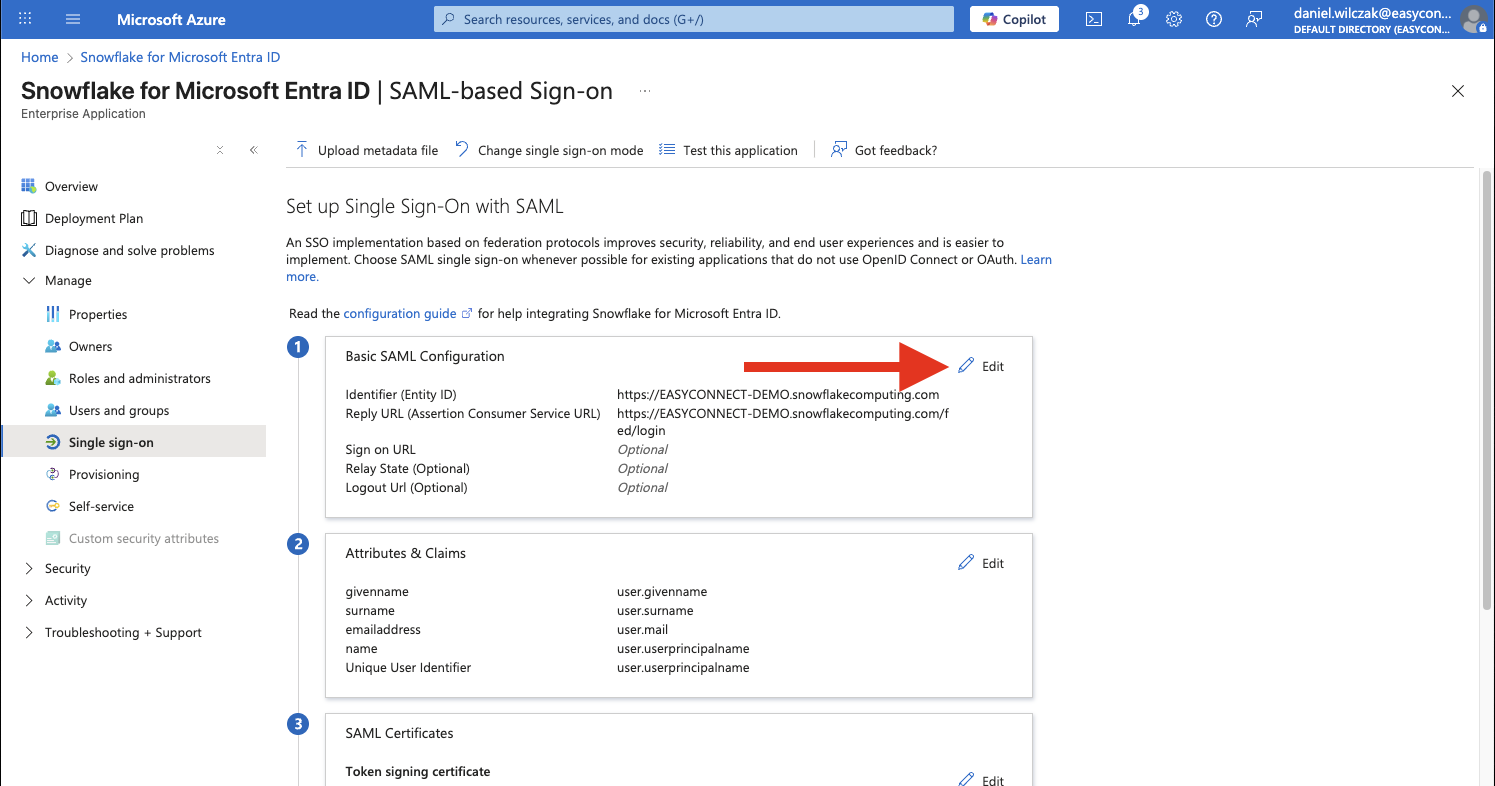 Microsoft Azure
Search resources, services, and docs (G+/)
Copilot
3
daniel.wilczak@easycon...
DEFAULT DIRECTORY (EASYCON...
Home > Snowflake for Microsoft Entra ID
Snowflake for Microsoft Entra ID | SAML-based Sign-on ...
Enterprise Application
Upload metadata file
Change single sign-on mode
Test this application
Got feedback?
Overview
Deployment Plan
Diagnose and solve problems
Manage
Properties
Owners
Roles and administrators
Users and groups
Single sign-on
Provisioning
Self-service
Custom security attributes
Security
Activity
Troubleshooting + Support
Set up Single Sign-On with SAML
An SSO implementation based on federation protocols improves security, reliability, and end user experiences and is easier to
implement. Choose SAML single sign-on whenever possible for existing applications that do not use OpenID Connect or OAuth. Learn
more.
Read the configuration guide for help integrating Snowflake for Microsoft Entra ID.
1
Basic SAML Configuration
Edit
Identifier (Entity ID) https://EASYCONNECT-DEMO.snowflakecomputing.com
Reply URL (Assertion Consumer Service URL) https://EASYCONNECT-DEMO.snowflakecomputing.com/f
ed/login
Sign on URL Optional
Relay State (Optional) Optional
Logout Url (Optional) Optional
2
Attributes & Claims
Edit
givenname user.givenname
surname user.surname
emailaddress user.mail
name user.userprincipalname
Unique User Identifier user.userprincipalname
3
SAML Certificates
Token signing certificate
Edit